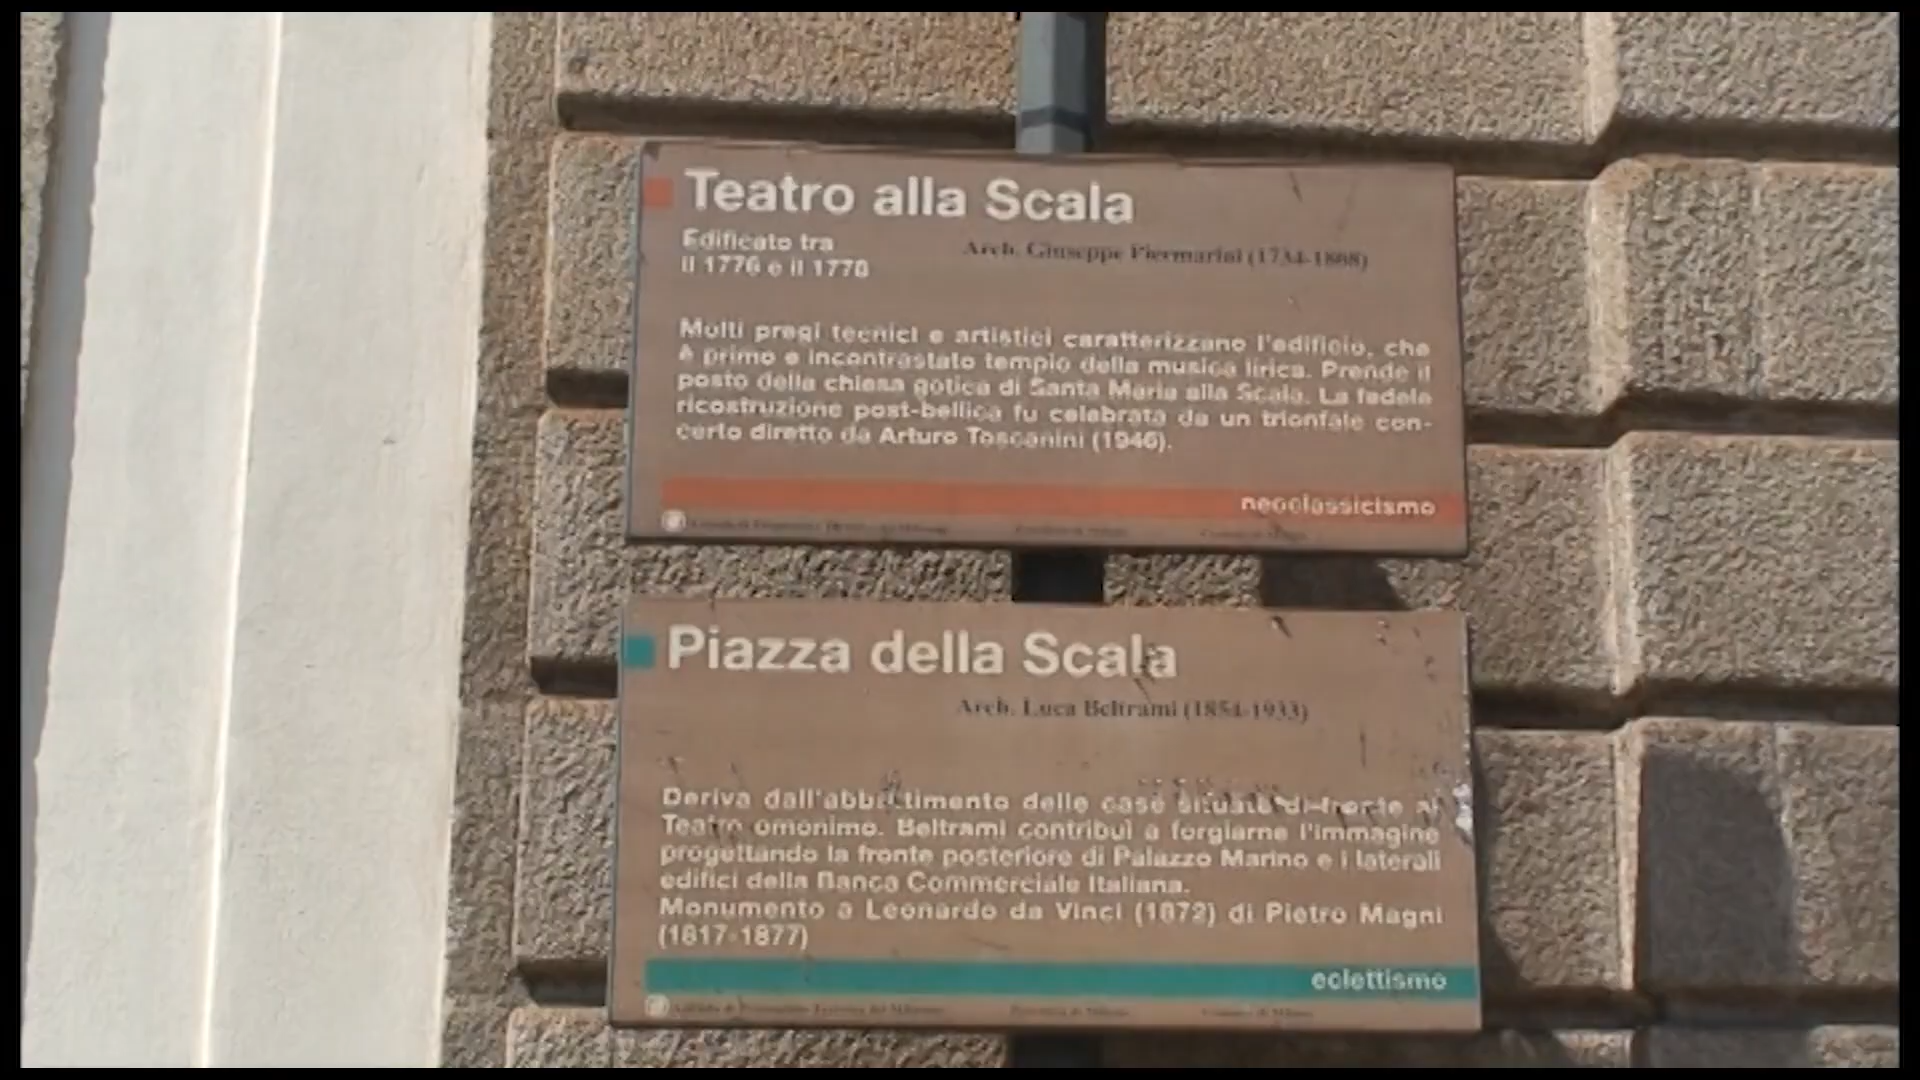 Teatro alla Scala
Edificato tra
il 1776 e il 1778
Arch. Giuseppe Piermarini (1734-1808)
Molti pregi tecnici e artistici caratterizzano l'edificio, che
è primo e incontrastato tempio della musica lirica. Prende il
posto della chiesa gotica di Santa Maria alla Scala. La fedele
ricostruzione post-bellica fu celebrata da un trionfale con-
certo diretto da Arturo Toscanini (1946).
neoclassicismo
Piazza della Scala
Arch. Luca Beltrami (1854-1933)
Deriva dall'abbattimento delle case situate di fronte al
Teatro omonimo. Beltrami contribuì a forgiarne l'immagine
progettando la fronte posteriore di Palazzo Marino e i laterali
edifici della Banca Commerciale Italiana.
Monumento a Leonardo da Vinci (1872) di Pietro Magni
(1817-1877)
eclettismo